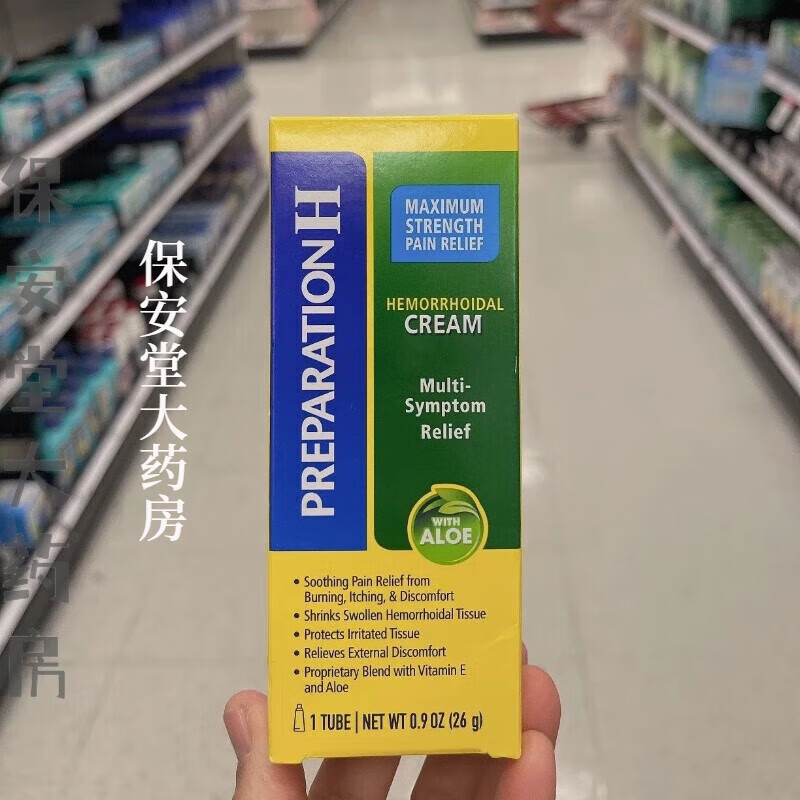 保安堂大药房
保安堂大药房
PREPARATION H
MAXIMUM
STRENGTH
PAIN RELIEF
HEMORRHOIDAL
CREAM
Multi-
Symptom
Relief
WITH
ALOE
• Soothing Pain Relief from
Burning, Itching, & Discomfort
• Shrinks Swollen Hemorrhoidal Tissue
• Protects Irritated Tissue
• Relieves External Discomfort
• Proprietary Blend with Vitamin E
and Aloe
1 TUBE | NET WT 0.9 OZ (26 g)